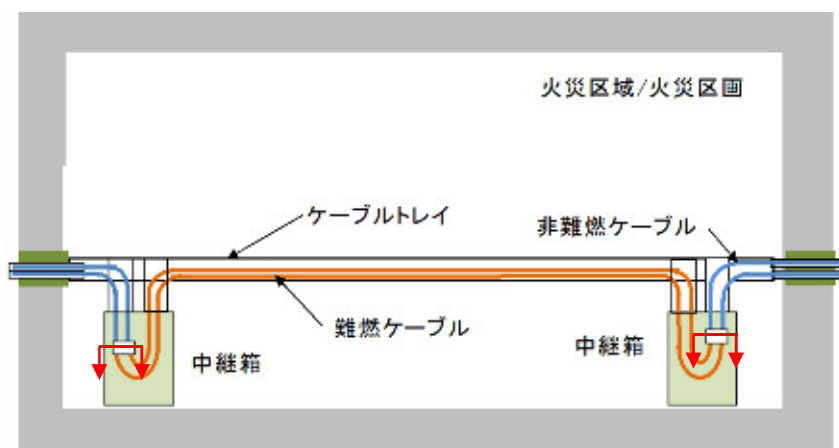 火災区域/火災区画
ケーブルトレイ
非難燃ケーブル
難燃ケーブル
中継箱
中継箱